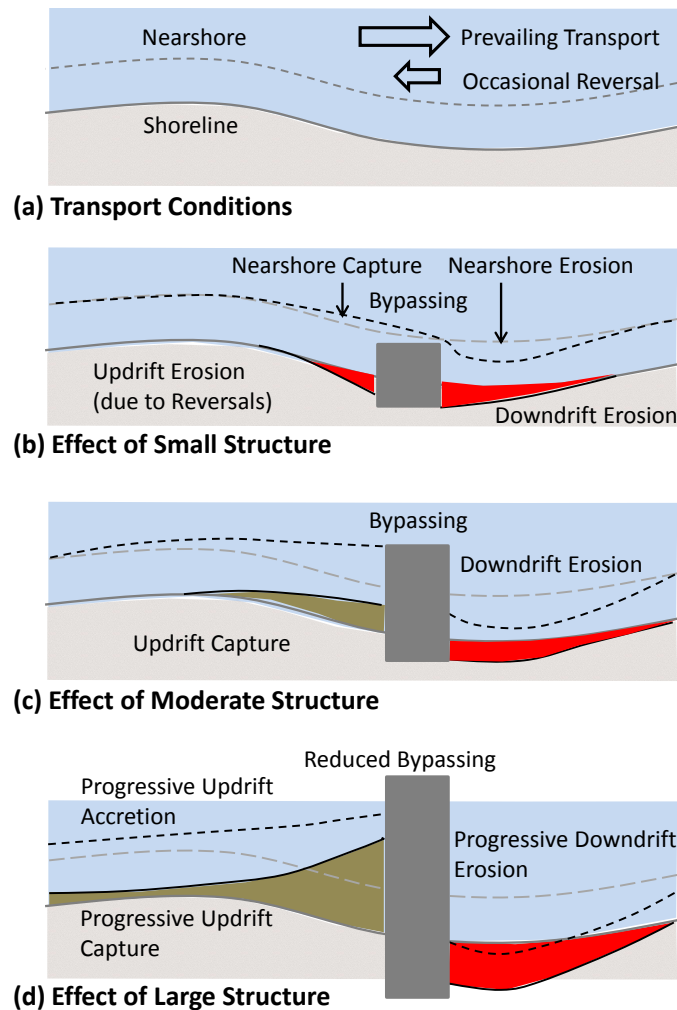 Nearshore
Prevailing Transport
Occasional Reversal
Shoreline
(a) Transport Conditions
Nearshore Capture
Nearshore Erosion
Bypassing
Updrift Erosion
(due to Reversals)
Downdrift Erosion
(b) Effect of Small Structure
Bypassing
Downdrift Erosion
Updrift Capture
(c) Effect of Moderate Structure
Reduced Bypassing
Progressive Updrift
Accretion
Progressive Downdrift
Erosion
Progressive Updrift
Capture
(d) Effect of Large Structure